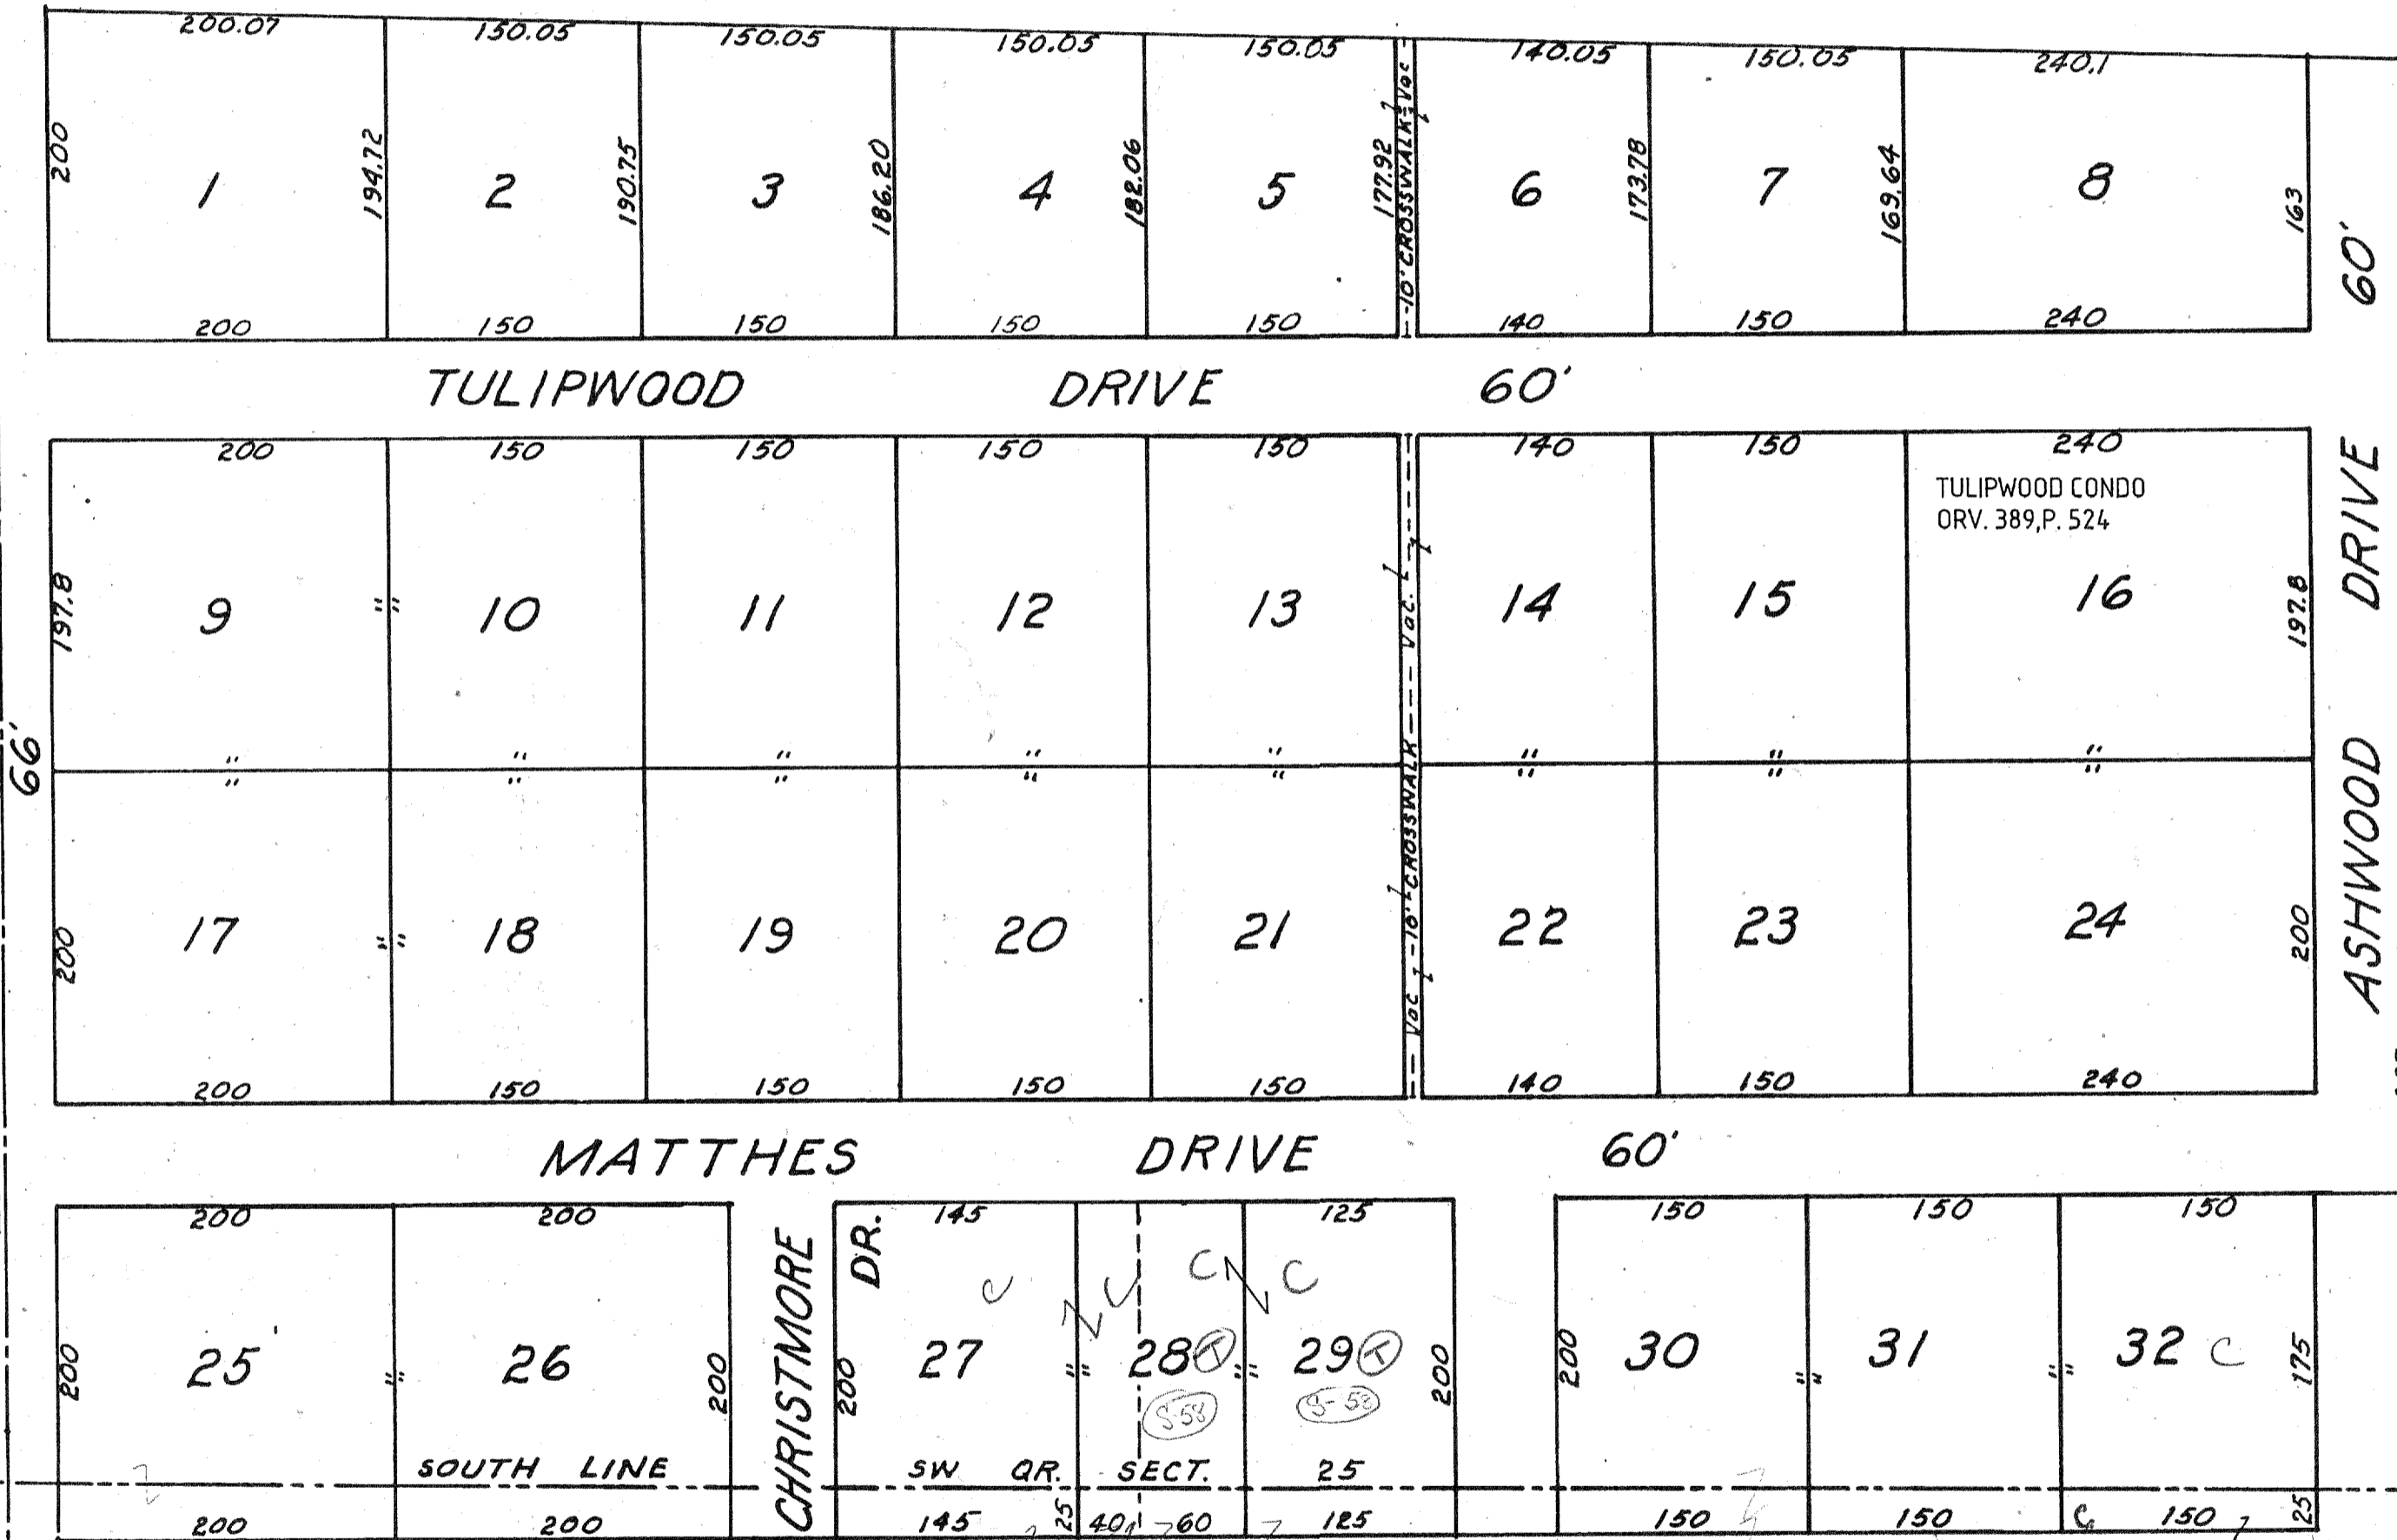 200.07 150.05 150.05 150.05 150.05 140.05 150.05 240.1
200 194.72 190.75 186.20 182.06 177.92 10' CROSSWALK Vac 173.78 169.64 163
1 2 3 4 5 6 7 8
60'
200 150 150 150 150 140 150 240
TULIPWOOD DRIVE 60'
200 150 150 150 150 140 150 240
TULIPWOOD CONDO
ORV. 389,P. 524
ASHWOOD DRIVE
197.8 9 " " 10 11 12 13 14 15 16 197.8
Vac. 10' CROSSWALK Vac.
" " " " " " " "
66'
" " " " " " " "
200 17 " " 18 19 20 21 22 23 24 200
200 150 150 150 150 140 150 240
MATTHES DRIVE 60'
200 200 145 125 150 150 150
CHRISTMORE DR.
C C C C
200 25 " 26 200 200 27 " " 28 T " " 29 T 200 200 30 " " 31 " " 32 C 175
S-58 S-58
SOUTH LINE SW QR. SECT. 25
200 200 145 25 40 60 125 150 150 C 150 25